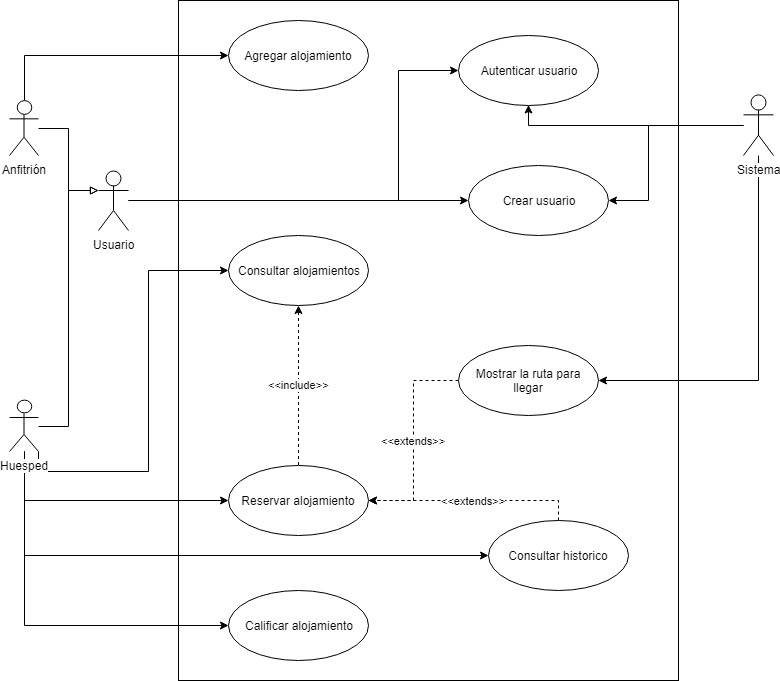 Agregar alojamiento
Autenticar usuario
Anfitrión
Sistema
Usuario
Crear usuario
Consultar alojamientos
Mostrar la ruta para
llegar
<<include>>
<<extends>>
Huesped
Reservar alojamiento
<<extends>>
Consultar historico
Calificar alojamiento